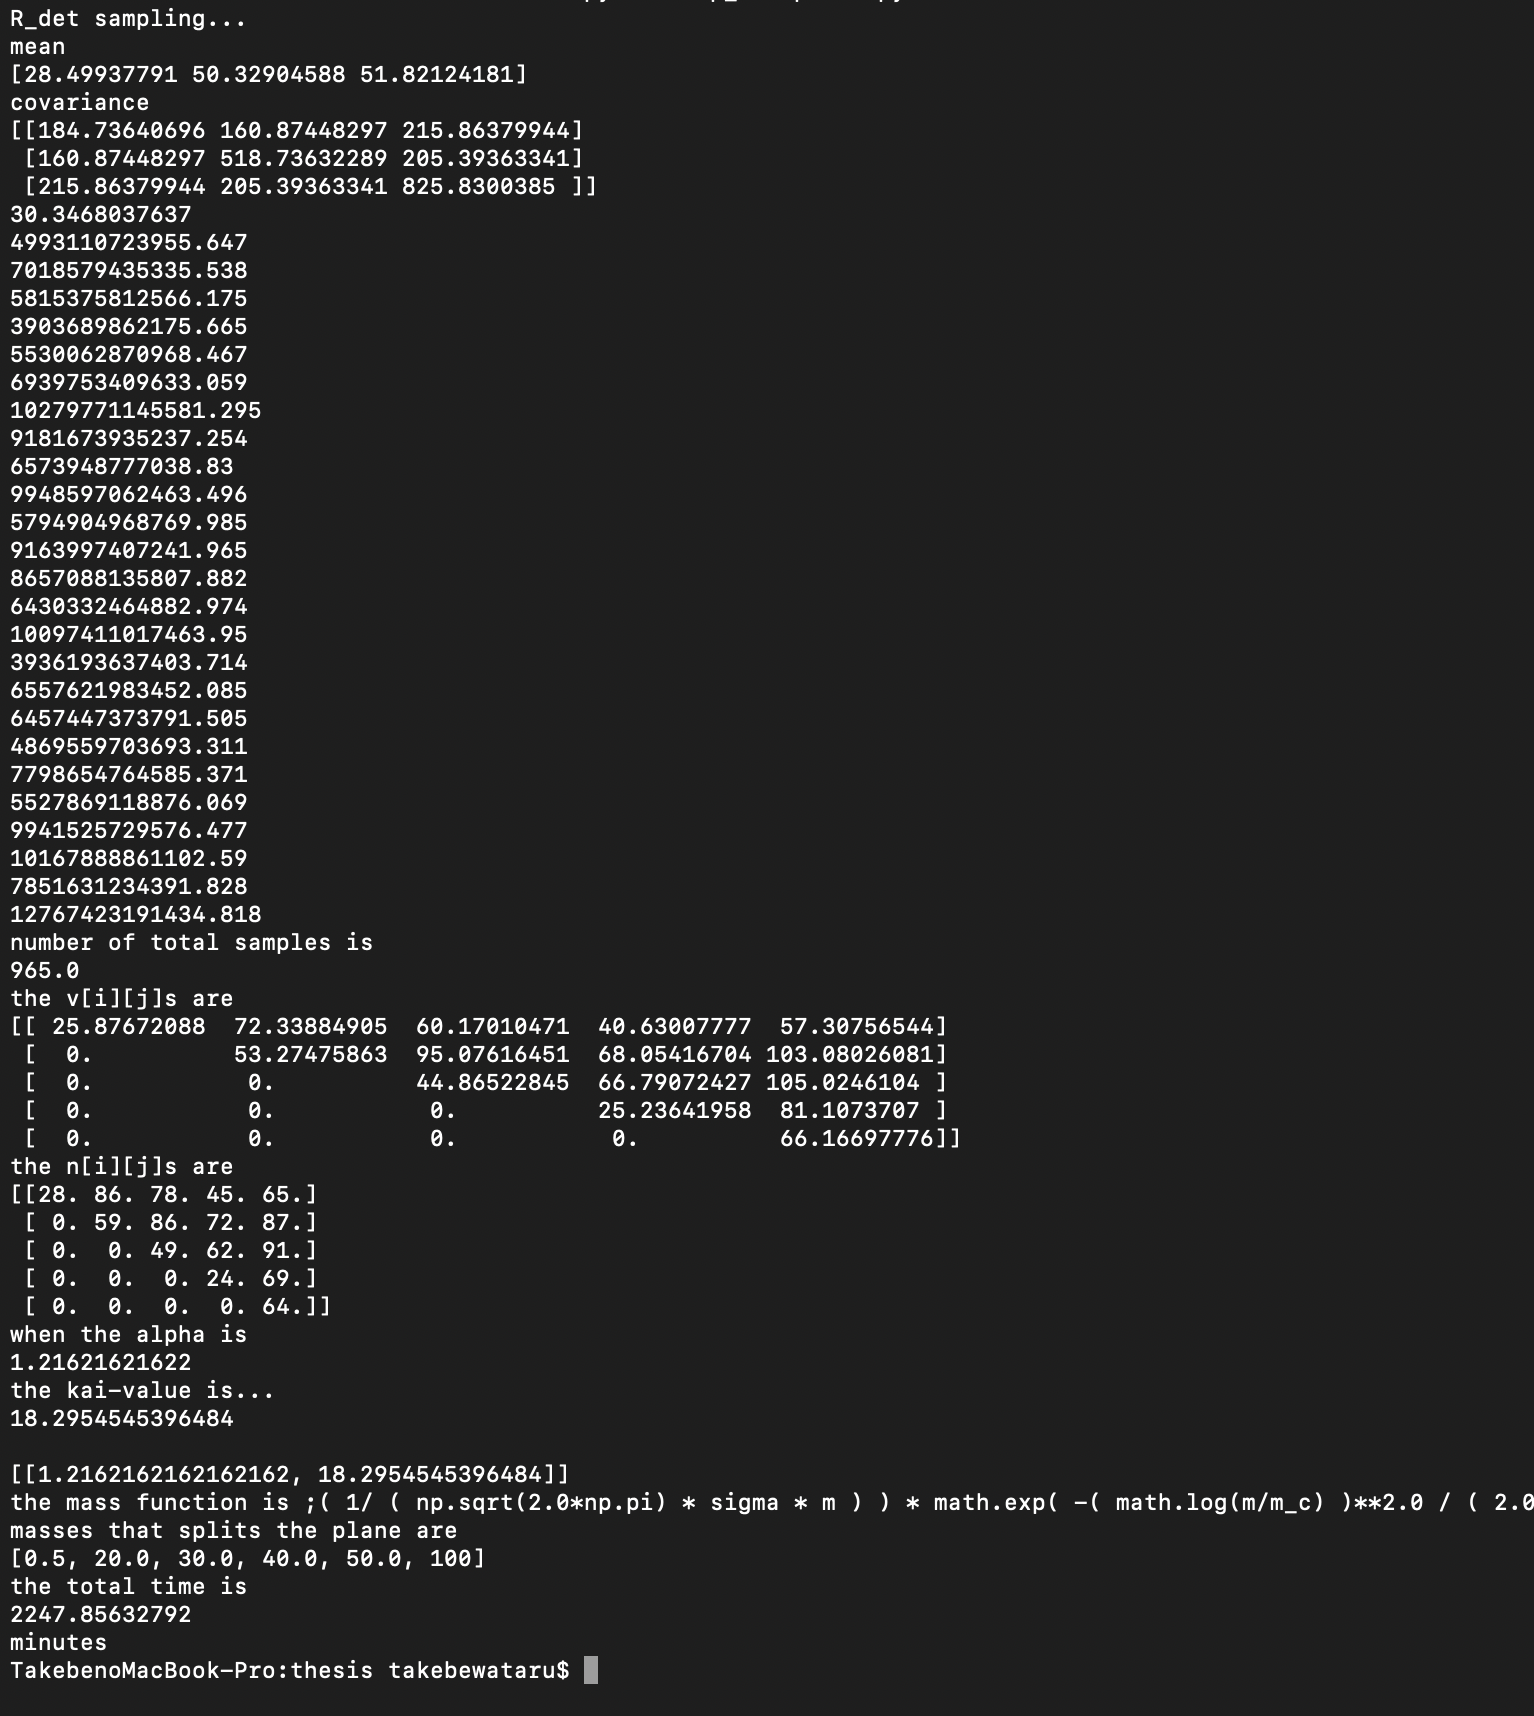 R_det sampling...
mean
[28.49937791 50.32904588 51.82124181]
covariance
[[184.73640696 160.87448297 215.86379944]
 [160.87448297 518.73632289 205.39363341]
 [215.86379944 205.39363341 825.8300385 ]]
30.3468037637
4993110723955.647
7018579435335.538
5815375812566.175
3903689862175.665
5530062870968.467
6939753409633.059
10279771145581.295
9181673935237.254
6573948777038.83
9948597062463.496
5794904968769.985
9163997407241.965
8657088135807.882
6430332464882.974
10097411017463.95
3936193637403.714
6557621983452.085
6457447373791.505
4869559703693.311
7798654764585.371
5527869118876.069
9941525729576.477
10167888861102.59
7851631234391.828
12767423191434.818
number of total samples is
965.0
the v[i][j]s are
[[ 25.87672088  72.33884905  60.17010471  40.63007777  57.30756544]
 [  0.          53.27475863  95.07616451  68.05416704 103.08026081]
 [  0.           0.          44.86522845  66.79072427 105.0246104 ]
 [  0.           0.           0.          25.23641958  81.1073707 ]
 [  0.           0.           0.           0.          66.16697776]]
the n[i][j]s are
[[28. 86. 78. 45. 65.]
 [ 0. 59. 86. 72. 87.]
 [ 0.  0. 49. 62. 91.]
 [ 0.  0.  0. 24. 69.]
 [ 0.  0.  0.  0. 64.]]
when the alpha is
1.21621621622
the kai-value is...
18.2954545396484
[[1.2162162162162162, 18.2954545396484]]
the mass function is ;( 1/ ( np.sqrt(2.0*np.pi) * sigma * m ) ) * math.exp( -( math.log(m/m_c) )**2.0 / ( 2.0
masses that splits the plane are
[0.5, 20.0, 30.0, 40.0, 50.0, 100]
the total time is
2247.85632792
minutes
TakebenoMacBook-Pro:thesis takebewataru$